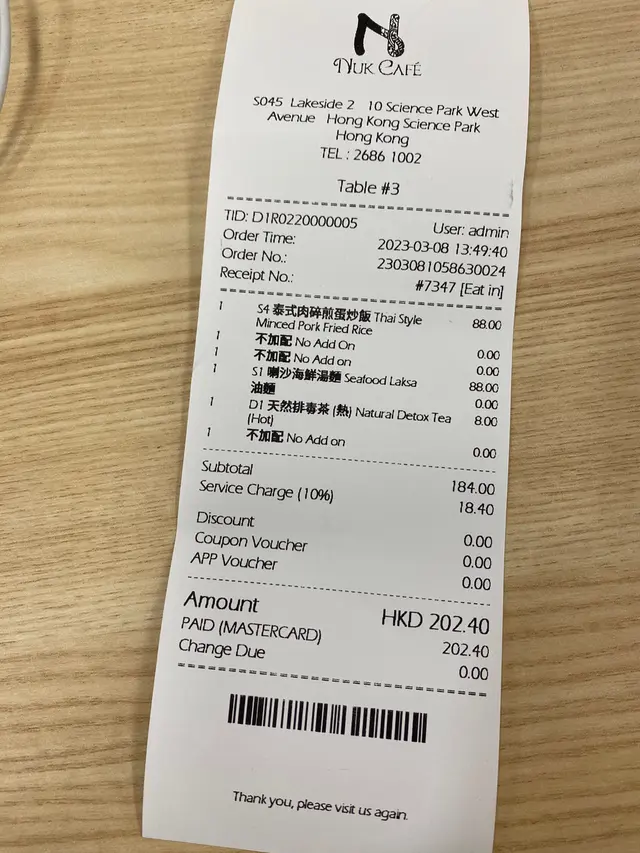 NUK CAFÉ
S045 Lakeside 2 10 Science Park West
Avenue Hong Kong Science Park
Hong Kong
TEL : 2686 1002
Table #3
TID: D1R0220000005 User: admin
Order Time: 2023-03-08 13:49:40
Order No.: 2303081058630024
Receipt No.: #7347 [Eat in]
1 S4 泰式肉碎煎蛋炒飯 Thai Style 88.00
Minced Pork Fried Rice
1 不加配 No Add On 0.00
1 不加配 No Add on 0.00
1 S1 喇沙海鮮湯麵 Seafood Laksa 88.00
油麵 0.00
1 D1 天然排毒茶 (熱) Natural Detox Tea 8.00
(Hot)
1 不加配 No Add on 0.00
Subtotal 184.00
Service Charge (10%) 18.40
Discount 0.00
Coupon Voucher 0.00
APP Voucher 0.00
Amount HKD 202.40
PAID (MASTERCARD) 202.40
Change Due 0.00
Thank you, please visit us again.